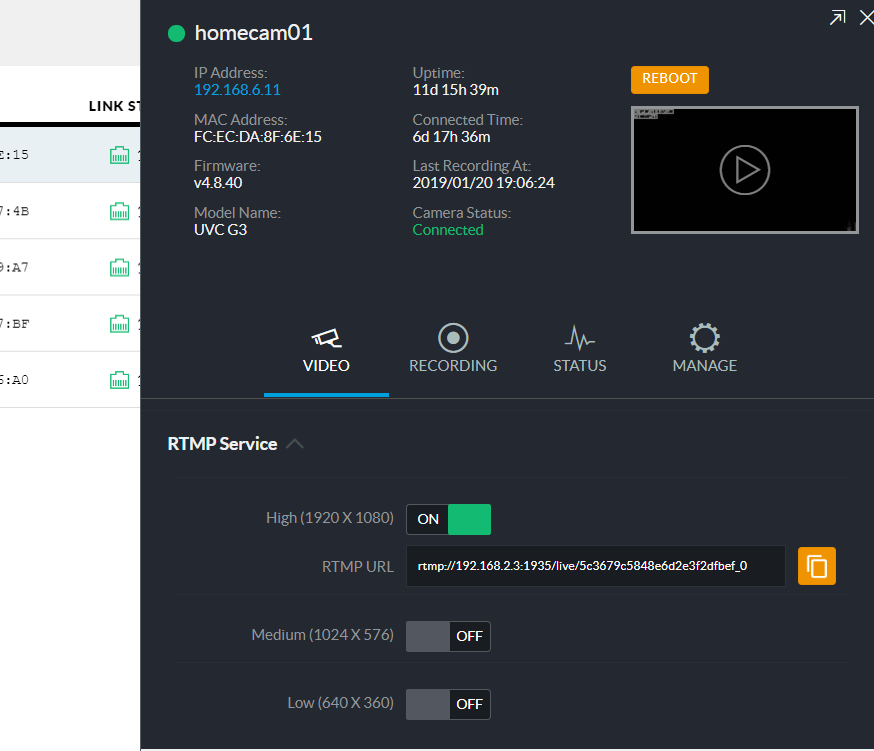 homecam01
IP Address:
192.168.6.11
MAC Address:
FC:EC:DA:8F:6E:15
Firmware:
v4.8.40
Model Name:
UVC G3
Uptime:
11d 15h 39m
Connected Time:
6d 17h 36m
Last Recording At:
2019/01/20 19:06:24
Camera Status:
Connected
REBOOT
LINK ST
E:15
7:4B
9:A7
7:BF
5:A0
VIDEO
RECORDING
STATUS
MANAGE
RTMP Service
High (1920 X 1080) ON
RTMP URL rtmp://192.168.2.3:1935/live/5c3679c5848e6d2e3f2dfbef_0
Medium (1024 X 576) OFF
Low (640 X 360) OFF